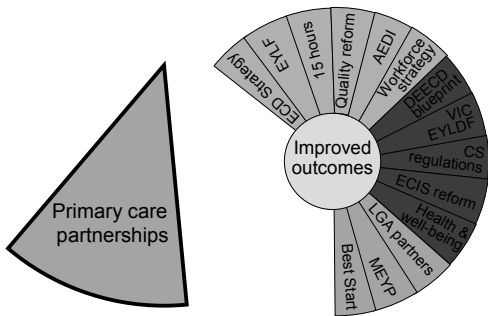 ECD Strategy
EYLF
15 hours
Quality reform
AEDI
Workforce
strategy
DEECD
blueprint
VIC
EYLDF
CS
regulations
ECIS reform
Health &
well-being
LGA partners
MEYP
Best Start
Improved
outcomes
Primary care
partnerships